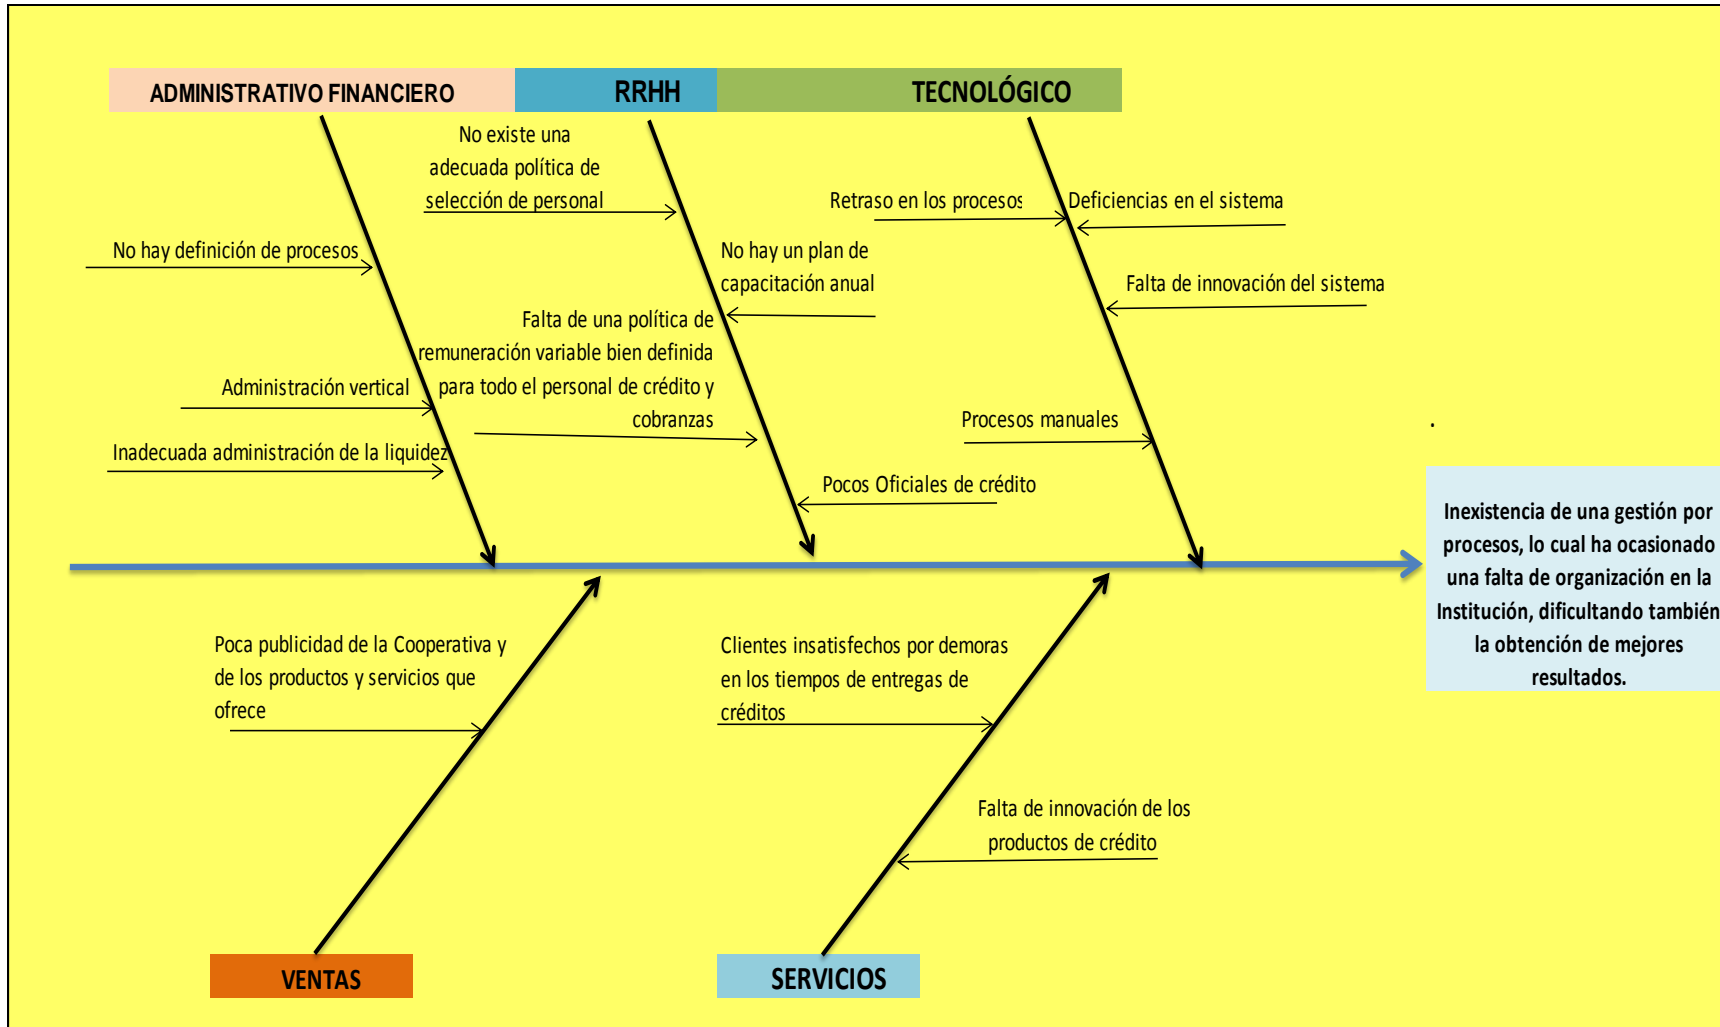 ADMINISTRATIVO FINANCIERO
RRHH
TECNOLÓGICO
No hay definición de procesos
Administración vertical
Inadecuada administración de la liquidez
No existe una
adecuada política de
selección de personal
No hay un plan de
capacitación anual
Falta de una política de
remuneración variable bien definida
para todo el personal de crédito y
cobranzas
Pocos Oficiales de crédito
Retraso en los procesos
Deficiencias en el sistema
Falta de innovación del sistema
Procesos manuales
.
Inexistencia de una gestión por
procesos, lo cual ha ocasionado
una falta de organización en la
Institución, dificultando también
la obtención de mejores
resultados.
Poca publicidad de la Cooperativa y
de los productos y servicios que
ofrece
Clientes insatisfechos por demoras
en los tiempos de entregas de
créditos
Falta de innovación de los
productos de crédito
VENTAS
SERVICIOS